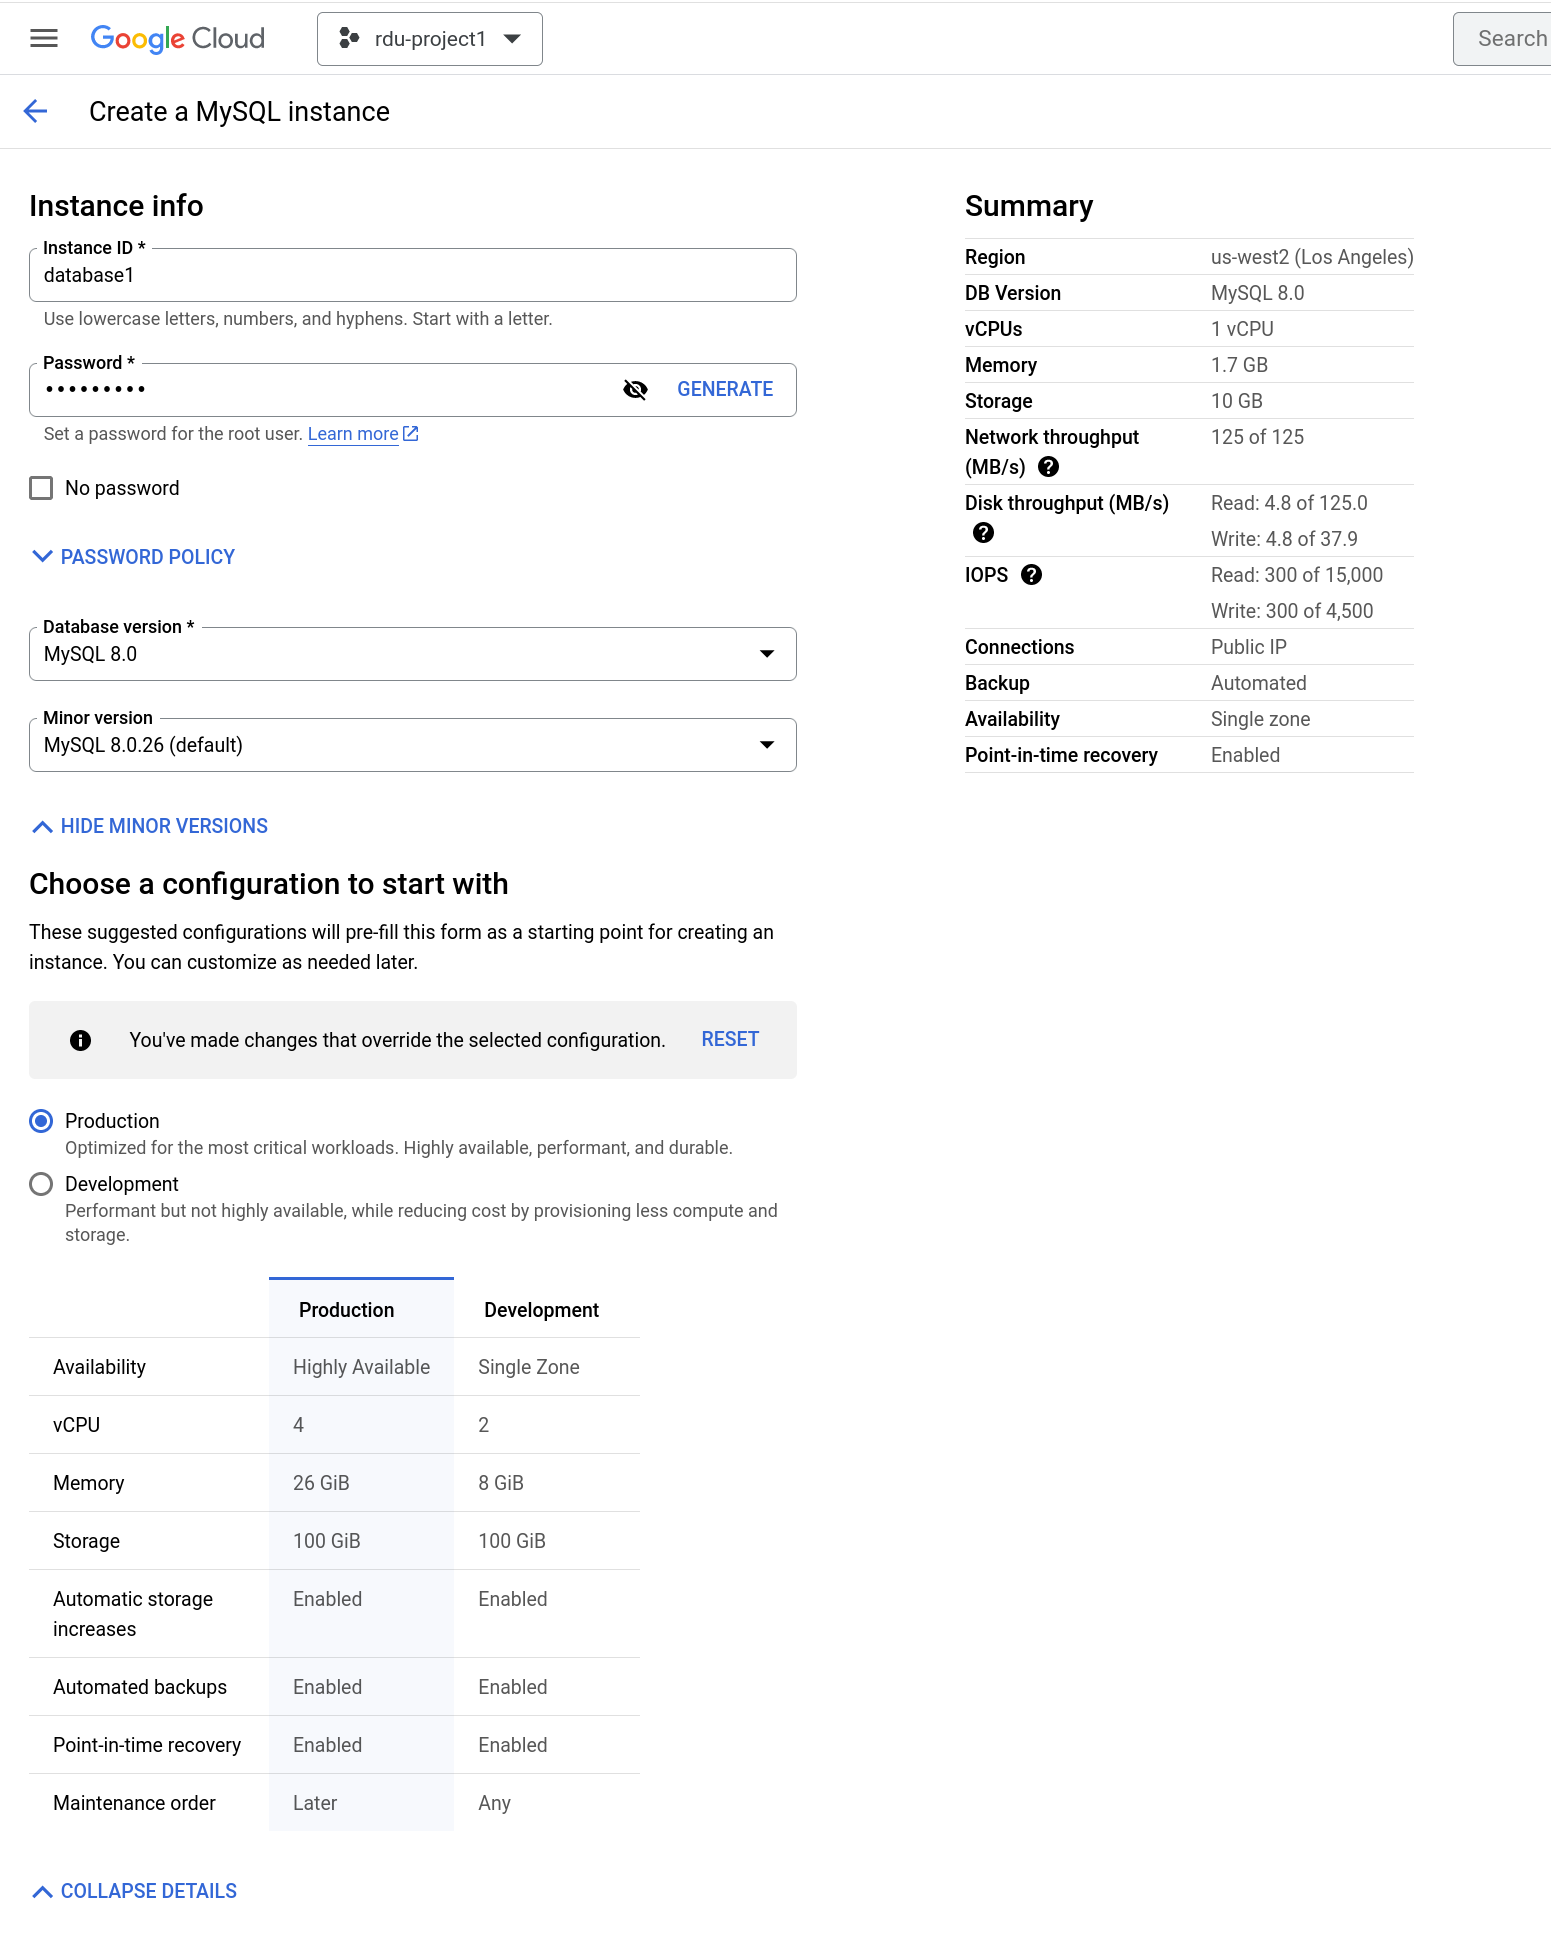 Google Cloud
rdu-project1
Search
Create a MySQL instance
Instance info
Instance ID *
database1
Use lowercase letters, numbers, and hyphens. Start with a letter.
Password *
•••••••••
GENERATE
Set a password for the root user. Learn more
No password
PASSWORD POLICY
Database version *
MySQL 8.0
Minor version
MySQL 8.0.26 (default)
HIDE MINOR VERSIONS
Choose a configuration to start with
These suggested configurations will pre-fill this form as a starting point for creating an
instance. You can customize as needed later.
You've made changes that override the selected configuration. RESET
Production
Optimized for the most critical workloads. Highly available, performant, and durable.
Development
Performant but not highly available, while reducing cost by provisioning less compute and
storage.
Production Development
Availability Highly Available Single Zone
vCPU 4 2
Memory 26 GiB 8 GiB
Storage 100 GiB 100 GiB
Automatic storage Enabled Enabled
increases
Automated backups Enabled Enabled
Point-in-time recovery Enabled Enabled
Maintenance order Later Any
COLLAPSE DETAILS
Summary
Region us-west2 (Los Angeles)
DB Version MySQL 8.0
vCPUs 1 vCPU
Memory 1.7 GB
Storage 10 GB
Network throughput 125 of 125
(MB/s)
Disk throughput (MB/s) Read: 4.8 of 125.0
Write: 4.8 of 37.9
IOPS Read: 300 of 15,000
Write: 300 of 4,500
Connections Public IP
Backup Automated
Availability Single zone
Point-in-time recovery Enabled